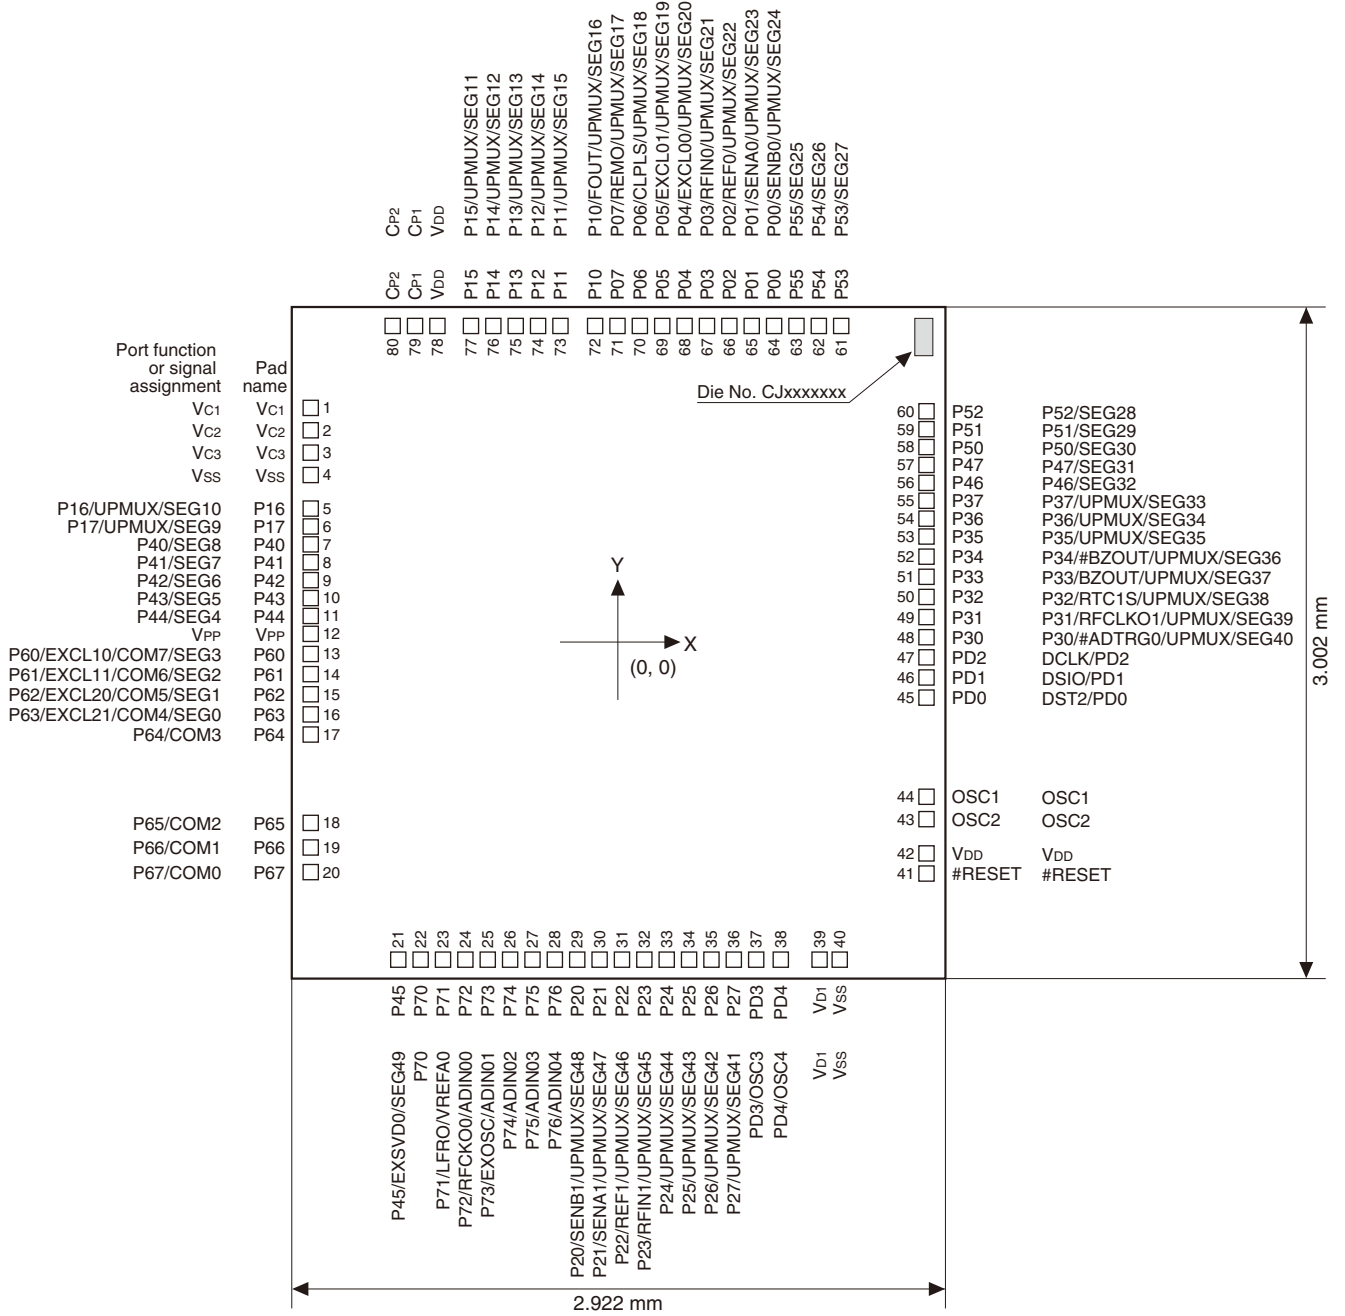 P15/UPMUX/SEG11
P14/UPMUX/SEG12
P13/UPMUX/SEG13
P12/UPMUX/SEG14
P11/UPMUX/SEG15
P10/FOUT/UPMUX/SEG16
P07/REMO/UPMUX/SEG17
P06/CLPLS/UPMUX/SEG18
P05/EXCL01/UPMUX/SEG19
P04/EXCL00/UPMUX/SEG20
P03/RFIN0/UPMUX/SEG21
P02/REF0/UPMUX/SEG22
P01/SENA0/UPMUX/SEG23
P00/SENB0/UPMUX/SEG24
P55/SEG25
P54/SEG26
P53/SEG27
CP2 CP1 VDD
CP2 CP1 VDD P15 P14 P13 P12 P11 P10 P07 P06 P05 P04 P03 P02 P01 P00 P55 P54 P53
80 79 78 77 76 75 74 73 72 71 70 69 68 67 66 65 64 63 62 61
Die No. CJxxxxxxx
Port function
or signal
assignment
Pad
name
VC1 VC1 1
VC2 VC2 2
VC3 VC3 3
VSS VSS 4
P16/UPMUX/SEG10 P16 5
P17/UPMUX/SEG9 P17 6
P40/SEG8 P40 7
P41/SEG7 P41 8
P42/SEG6 P42 9
P43/SEG5 P43 10
P44/SEG4 P44 11
VPP VPP 12
P60/EXCL10/COM7/SEG3 P60 13
P61/EXCL11/COM6/SEG2 P61 14
P62/EXCL20/COM5/SEG1 P62 15
P63/EXCL21/COM4/SEG0 P63 16
P64/COM3 P64 17
P65/COM2 P65 18
P66/COM1 P66 19
P67/COM0 P67 20
Y
X
(0, 0)
60 P52 P52/SEG28
59 P51 P51/SEG29
58 P50 P50/SEG30
57 P47 P47/SEG31
56 P46 P46/SEG32
55 P37 P37/UPMUX/SEG33
54 P36 P36/UPMUX/SEG34
53 P35 P35/UPMUX/SEG35
52 P34 P34/#BZOUT/UPMUX/SEG36
51 P33 P33/BZOUT/UPMUX/SEG37
50 P32 P32/RTC1S/UPMUX/SEG38
49 P31 P31/RFCLKO1/UPMUX/SEG39
48 P30 P30/#ADTRG0/UPMUX/SEG40
47 PD2 DCLK/PD2
46 PD1 DSIO/PD1
45 PD0 DST2/PD0
44 OSC1 OSC1
43 OSC2 OSC2
42 VDD VDD
41 #RESET #RESET
3.002 mm
21 22 23 24 25 26 27 28 29 30 31 32 33 34 35 36 37 38 39 40
P45 P70 P71 P72 P73 P74 P75 P76 P20 P21 P22 P23 P24 P25 P26 P27 PD3 PD4 VD1 VSS
P45/EXSVD0/SEG49
P70
P71/LFRO/VREFA0
P72/RFCKO0/ADIN00
P73/EXOSC/ADIN01
P74/ADIN02
P75/ADIN03
P76/ADIN04
P20/SENB1/UPMUX/SEG48
P21/SENA1/UPMUX/SEG47
P22/REF1/UPMUX/SEG46
P23/RFIN1/UPMUX/SEG45
P24/UPMUX/SEG44
P25/UPMUX/SEG43
P26/UPMUX/SEG42
P27/UPMUX/SEG41
PD3/OSC3
PD4/OSC4
VD1
VSS
2.922 mm